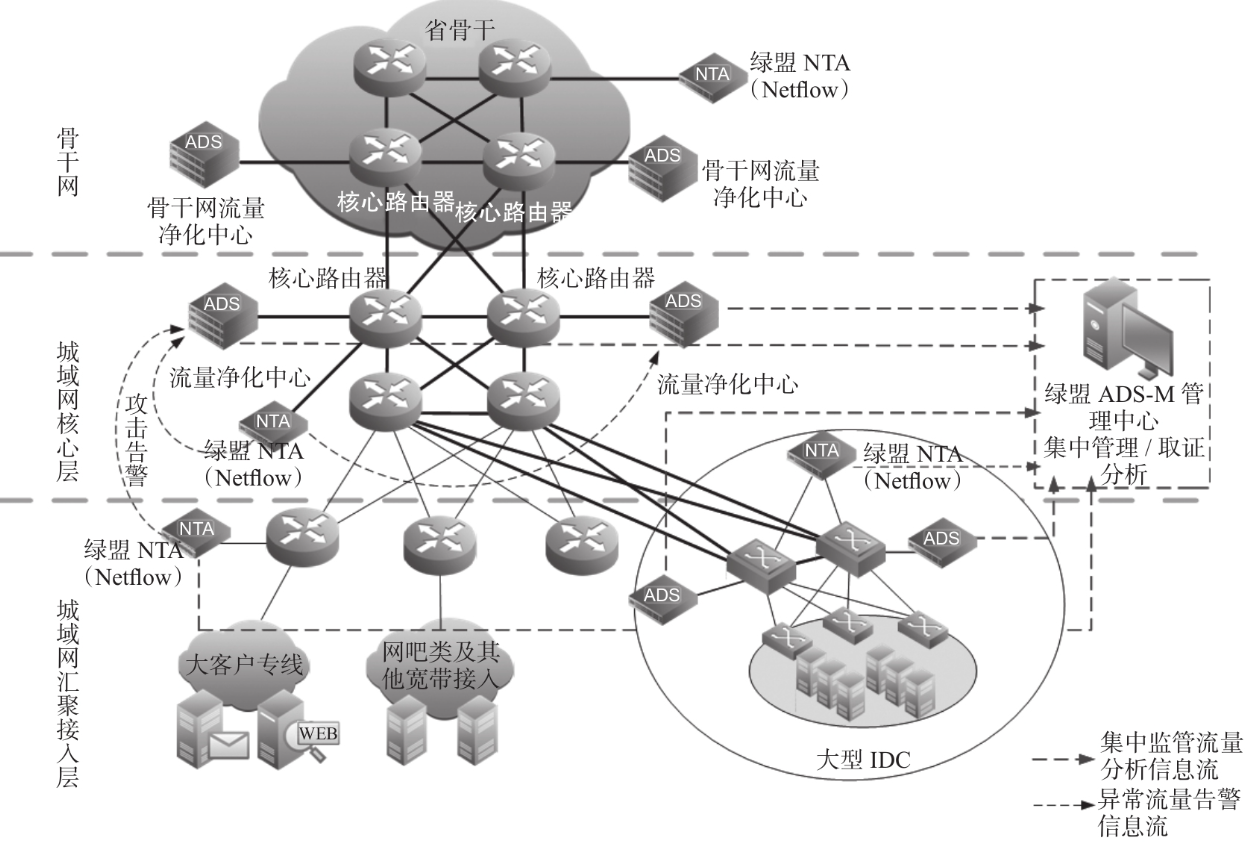 省骨干
NTA
绿盟 NTA
（Netflow）
骨干网
ADS
ADS
骨干网流量
净化中心
核心路由器
核心路由器
骨干网流量
净化中心
核心路由器
核心路由器
ADS
ADS
城域网核心层
流量净化中心
流量净化中心
攻击告警
NTA
绿盟 NTA
（Netflow）
绿盟 ADS-M 管
理中心
集中管理 / 取证
分析
NTA
绿盟 NTA
（Netflow）
NTA
绿盟 NTA
（Netflow）
ADS
ADS
城域网汇聚接入层
大客户专线
网吧类及其
他宽带接入
WEB
大型 IDC
集中监管流量
分析信息流
异常流量告警
信息流